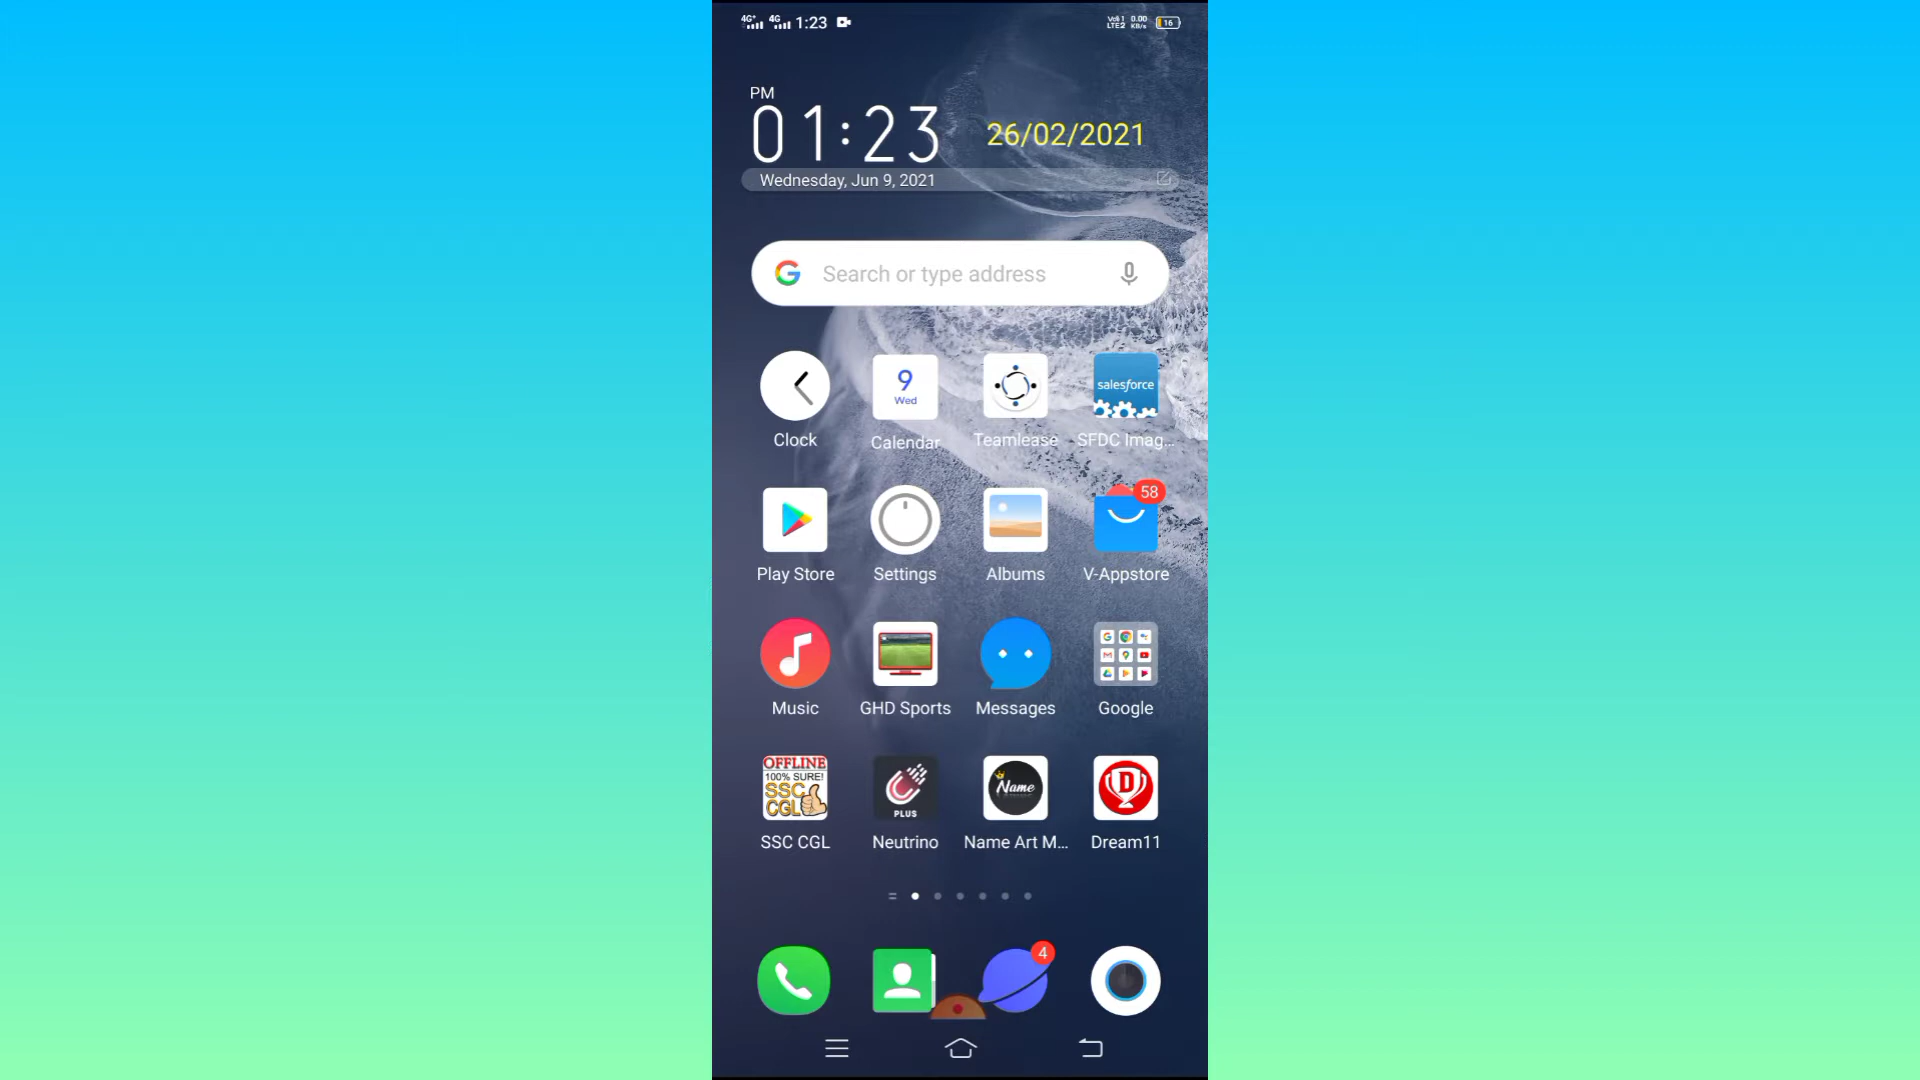 4G+ 4G 1:23 0.00 KB/s 16
LTE2
PM
01:23
26/02/2021
Wednesday, Jun 9, 2021
Search or type address
9
Wed
salesforce
Clock
Calendar
Teamlease
SFDC Imag...
58
Play Store
Settings
Albums
V-Appstore
Music
GHD Sports
Messages
Google
OFFLINE
100% SURE!
SSC
CGL
PLUS
Name
D
SSC CGL
Neutrino
Name Art M...
Dream11
4